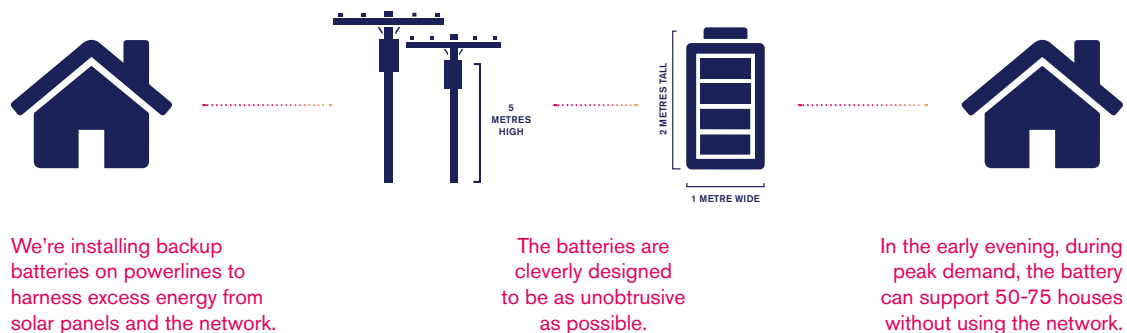 5
METRES
HIGH
2 METRES TALL
1 METRE WIDE
We’re installing backup
batteries on powerlines to
harness excess energy from
solar panels and the network.
The batteries are
cleverly designed
to be as unobtrusive
as possible.
In the early evening, during
peak demand, the battery
can support 50-75 houses
without using the network.